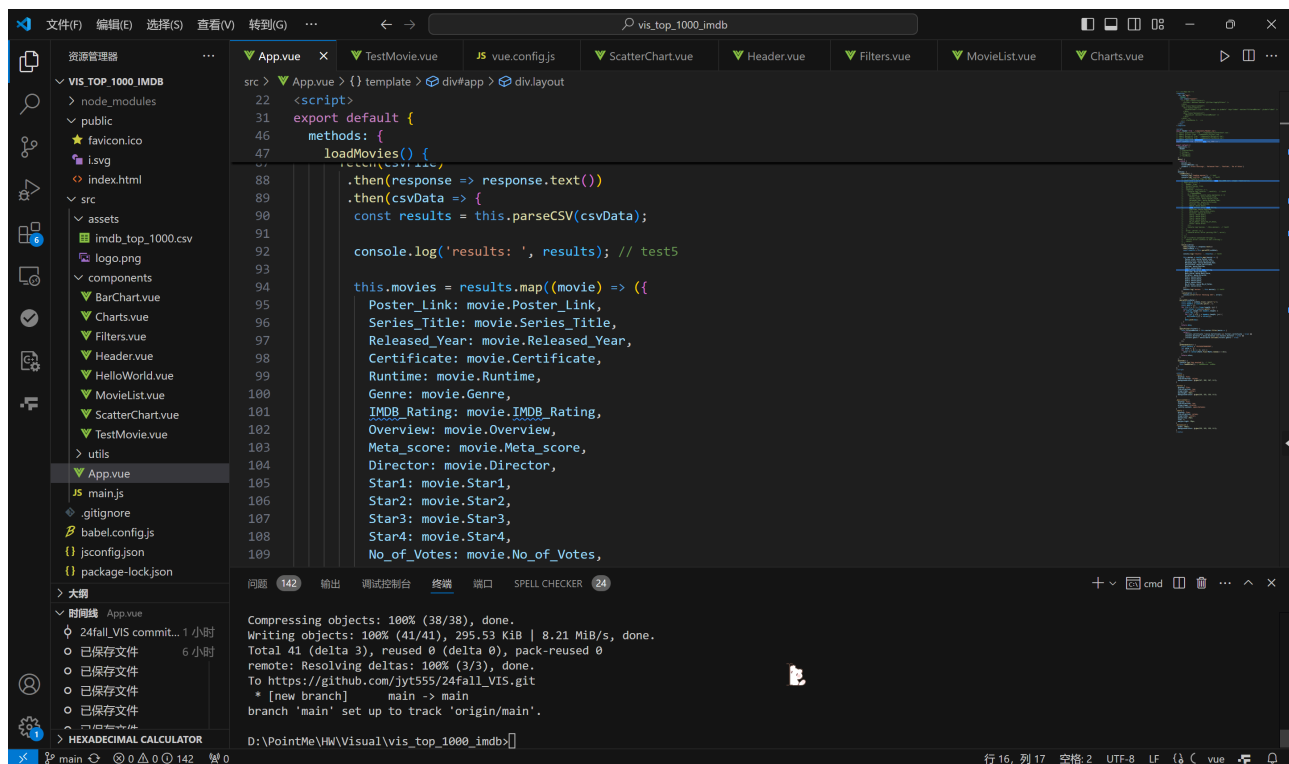 文件(F) 编辑(E) 选择(S) 查看(V) 转到(G) ··· vis_top_1000_imdb
资源管理器 ···
VIS_TOP_1000_IMDB
node_modules
public
favicon.ico
i.svg
index.html
src
assets
imdb_top_1000.csv
logo.png
components
BarChart.vue
Charts.vue
Filters.vue
Header.vue
HelloWorld.vue
MovieList.vue
ScatterChart.vue
TestMovie.vue
utils
App.vue
JS main.js
.gitignore
babel.config.js
{} jsconfig.json
{} package-lock.json
大纲
时间线 App.vue
24fall_VIS commit... 1 小时
已保存文件 6 小时
已保存文件
已保存文件
已保存文件
HEXADECIMAL CALCULATOR
6
1
App.vue TestMovie.vue JS vue.config.js ScatterChart.vue Header.vue Filters.vue MovieList.vue Charts.vue ···
src > App.vue > {} template > div#app > div.layout
22 <script>
31 export default {
46 methods: {
47 loadMovies() {
88 .then(response => response.text())
89 .then(csvData => {
90 const results = this.parseCSV(csvData);
91
92 console.log('results: ', results); // test5
93
94 this.movies = results.map((movie) => ({
95 Poster_Link: movie.Poster_Link,
96 Series_Title: movie.Series_Title,
97 Released_Year: movie.Released_Year,
98 Certificate: movie.Certificate,
99 Runtime: movie.Runtime,
100 Genre: movie.Genre,
101 IMDB_Rating: movie.IMDB_Rating,
102 Overview: movie.Overview,
103 Meta_score: movie.Meta_score,
104 Director: movie.Director,
105 Star1: movie.Star1,
106 Star2: movie.Star2,
107 Star3: movie.Star3,
108 Star4: movie.Star4,
109 No_of_Votes: movie.No_of_Votes,
问题 142 输出 调试控制台 终端 端口 SPELL CHECKER 24 cmd ···
Compressing objects: 100% (38/38), done.
Writing objects: 100% (41/41), 295.53 KiB | 8.21 MiB/s, done.
Total 41 (delta 3), reused 0 (delta 0), pack-reused 0
remote: Resolving deltas: 100% (3/3), done.
To https://github.com/jyt555/24fall_VIS.git
* [new branch] main -> main
branch 'main' set up to track 'origin/main'.
D:\PointMe\HW\Visual\vis_top_1000_imdb>
main 0 0 142 0 行 16, 列 17 空格: 2 UTF-8 LF vue